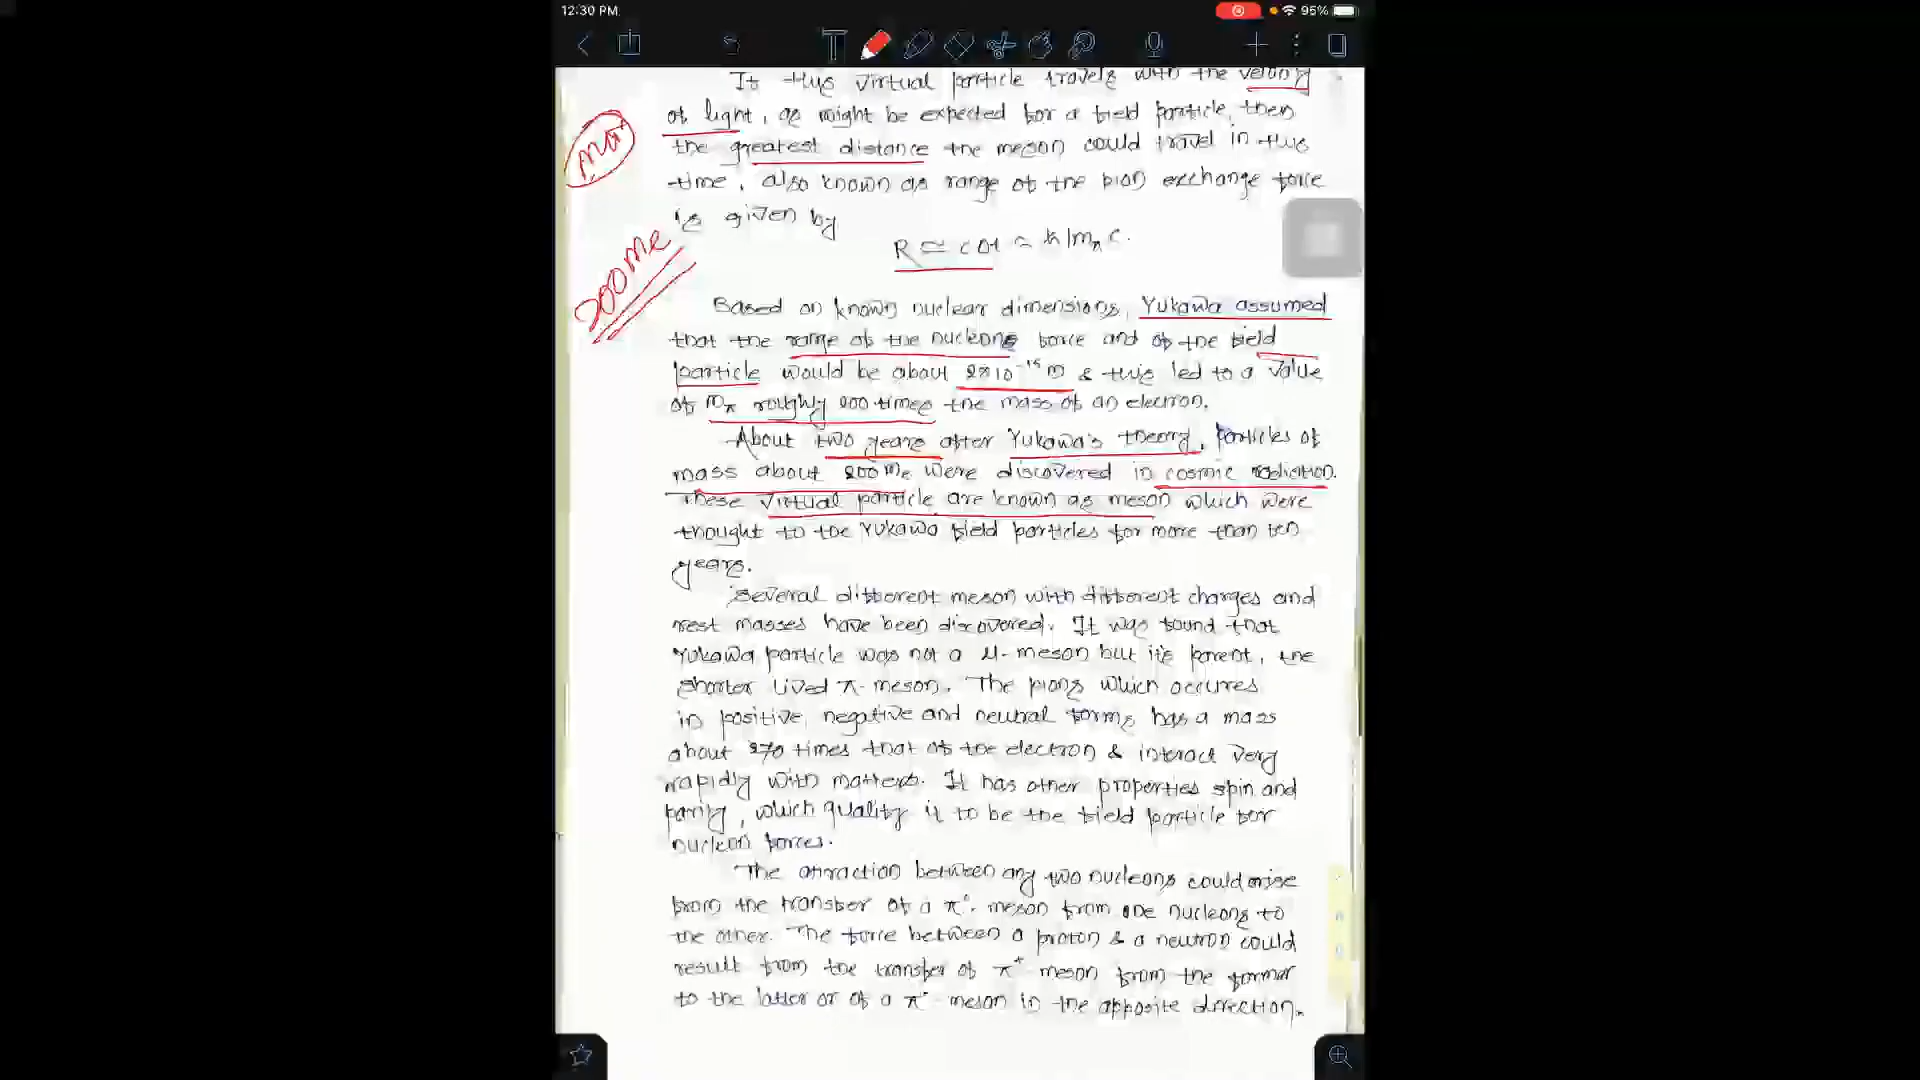 12:30 PM
95%
If this virtual particle travels with the velocity
of light, as might be expected for a field particle, then
the greatest distance the meson could travel in this
time, also known as range of the pion exchange force
is given by
R ≃ cΔt ≃ ħ/mπ c.
mπ
200 me
Based on known nuclear dimensions, Yukawa assumed
that the range of the nucleons force and of the field
particle would be about 2×10⁻¹⁵ m & this led to a value
of mπ roughly 200 times the mass of an electron.
About two years after Yukawa's theory, particles of
mass about 200 me were discovered in cosmic radiation.
These virtual particle are known as meson which were
thought to the Yukawa field particles for more than ten
years.
Several different meson with different charges and
rest masses have been discovered. It was found that
Yukawa particle was not a μ-meson but its parent, the
shorter lived π-meson. The pions which occures
in positive, negative and neutral forms has a mass
about 270 times that of the electron & interact very
rapidly with matters. It has other properties spin and
parity, which quality it to be the field particle for
nucleon forces.
The attraction between any two nucleons could arise
from the transfer of a π° meson from one nucleons to
the other. The force between a proton & a neutron could
result from the transfer of π⁺ meson from the former
to the latter or of a π⁻ meson in the opposite direction.